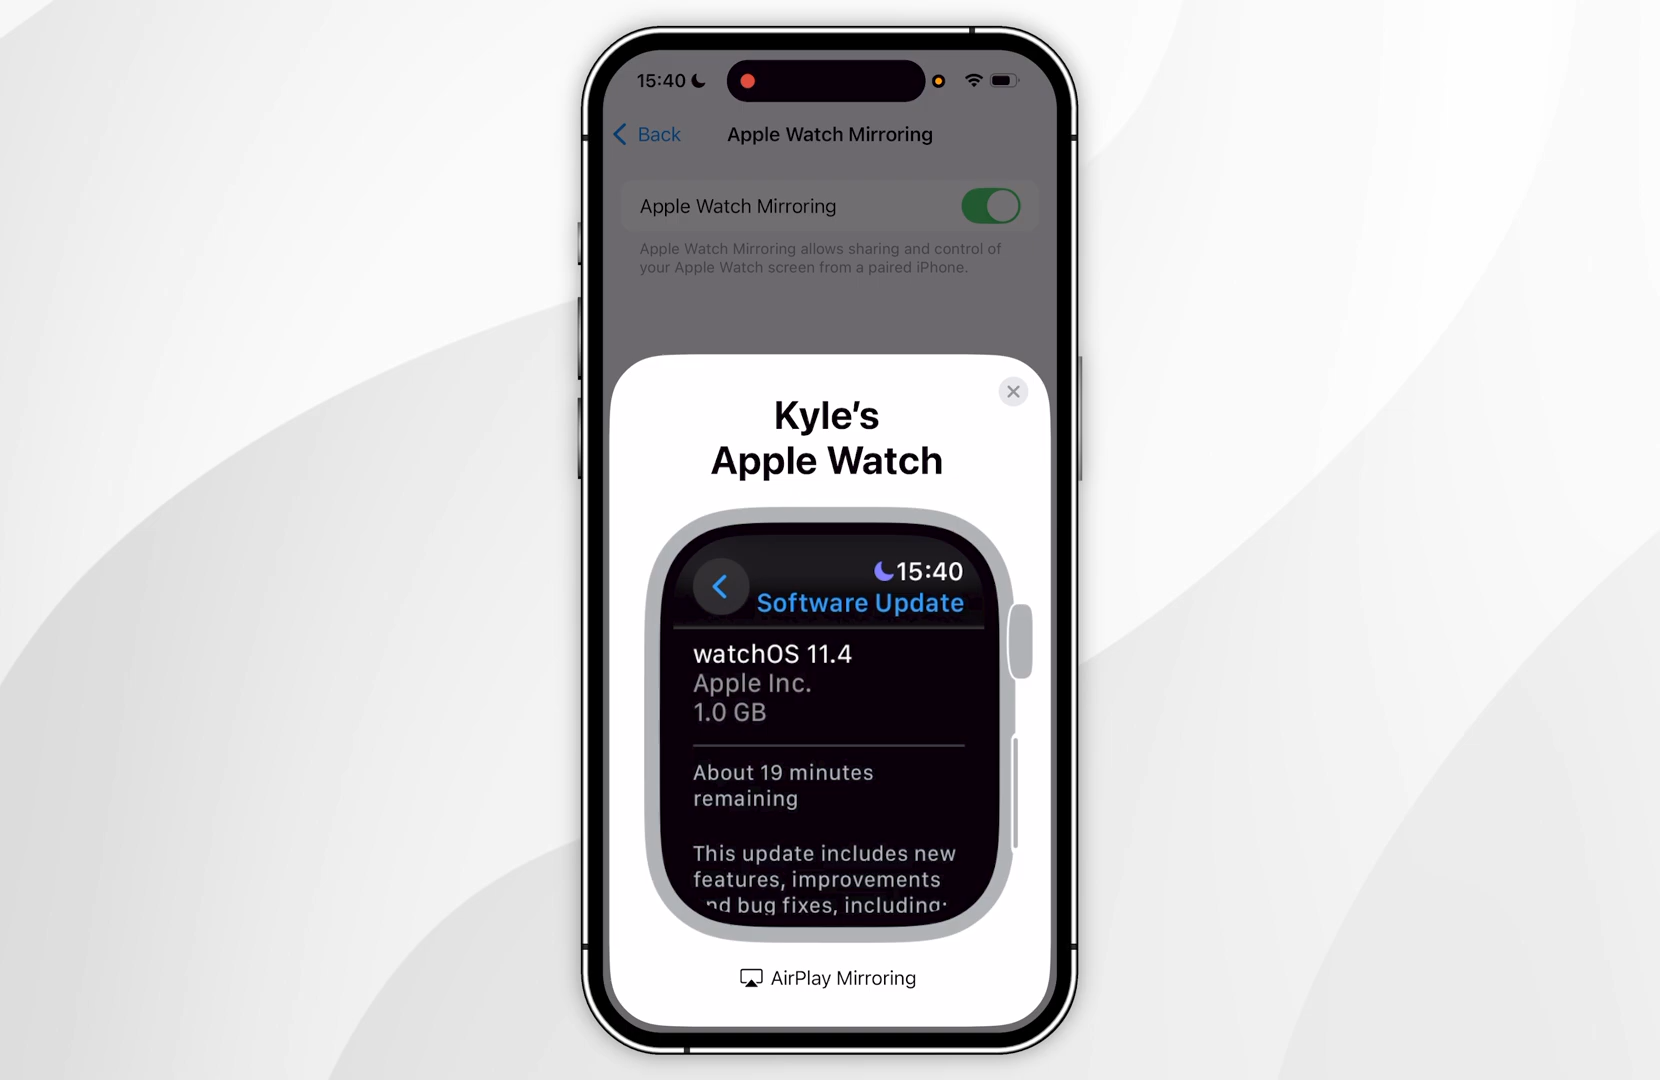 15:40
Back
Apple Watch Mirroring
Apple Watch Mirroring
Apple Watch Mirroring allows sharing and control of
your Apple Watch screen from a paired iPhone.
Kyle’s
Apple Watch
15:40
Software Update
watchOS 11.4
Apple Inc.
1.0 GB
About 19 minutes
remaining
This update includes new
features, improvements
and bug fixes, including:
AirPlay Mirroring